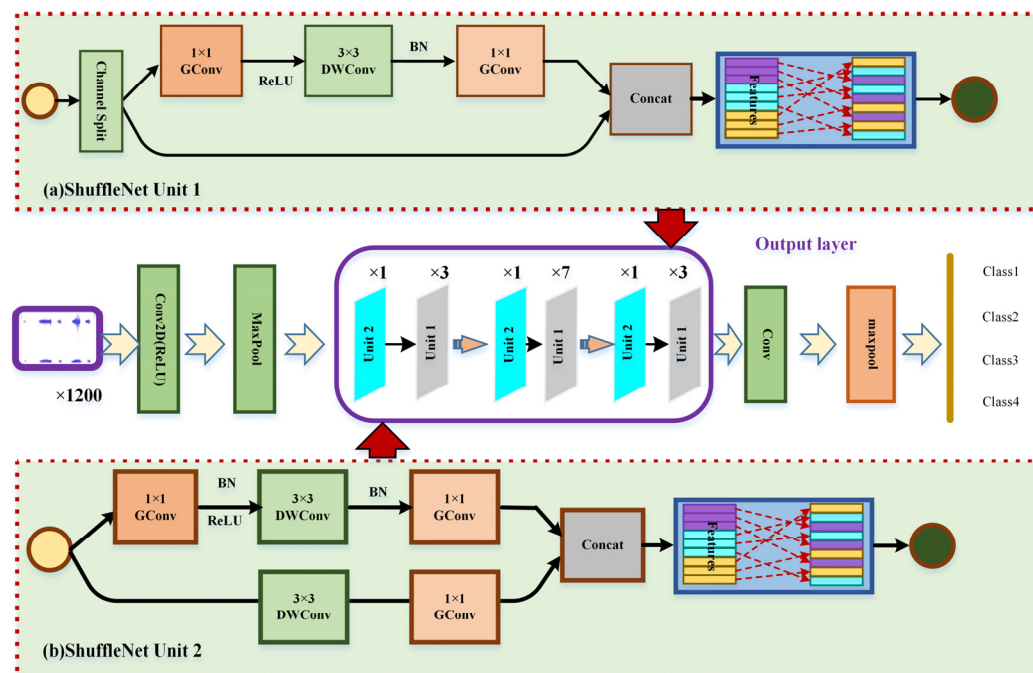 1×1
GConv
ReLU
3×3
DWConv
BN
1×1
GConv
Channel Split
Concat
Features
(a)ShuffleNet Unit 1
Output layer
×1200
Conv2D(ReLU)
MaxPool
×1
×3
×1
×7
×1
×3
Unit 2
Unit 1
Unit 2
Unit 1
Unit 2
Unit 1
Conv
maxpool
Class1
Class2
Class3
Class4
1×1
GConv
BN
ReLU
3×3
DWConv
BN
1×1
GConv
Concat
Features
3×3
DWConv
1×1
GConv
(b)ShuffleNet Unit 2